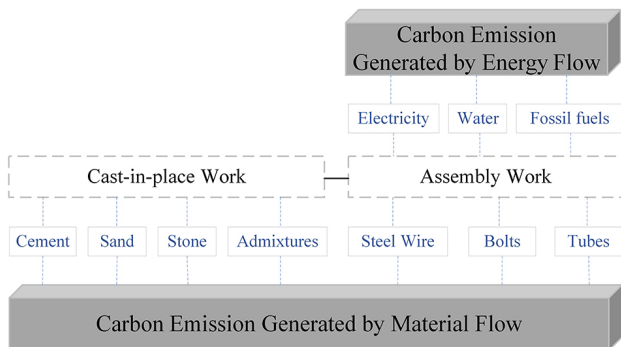 Carbon Emission
Generated by Energy Flow
Electricity
Water
Fossil fuels
Cast-in-place Work
Assembly Work
Cement
Sand
Stone
Admixtures
Steel Wire
Bolts
Tubes
Carbon Emission Generated by Material Flow